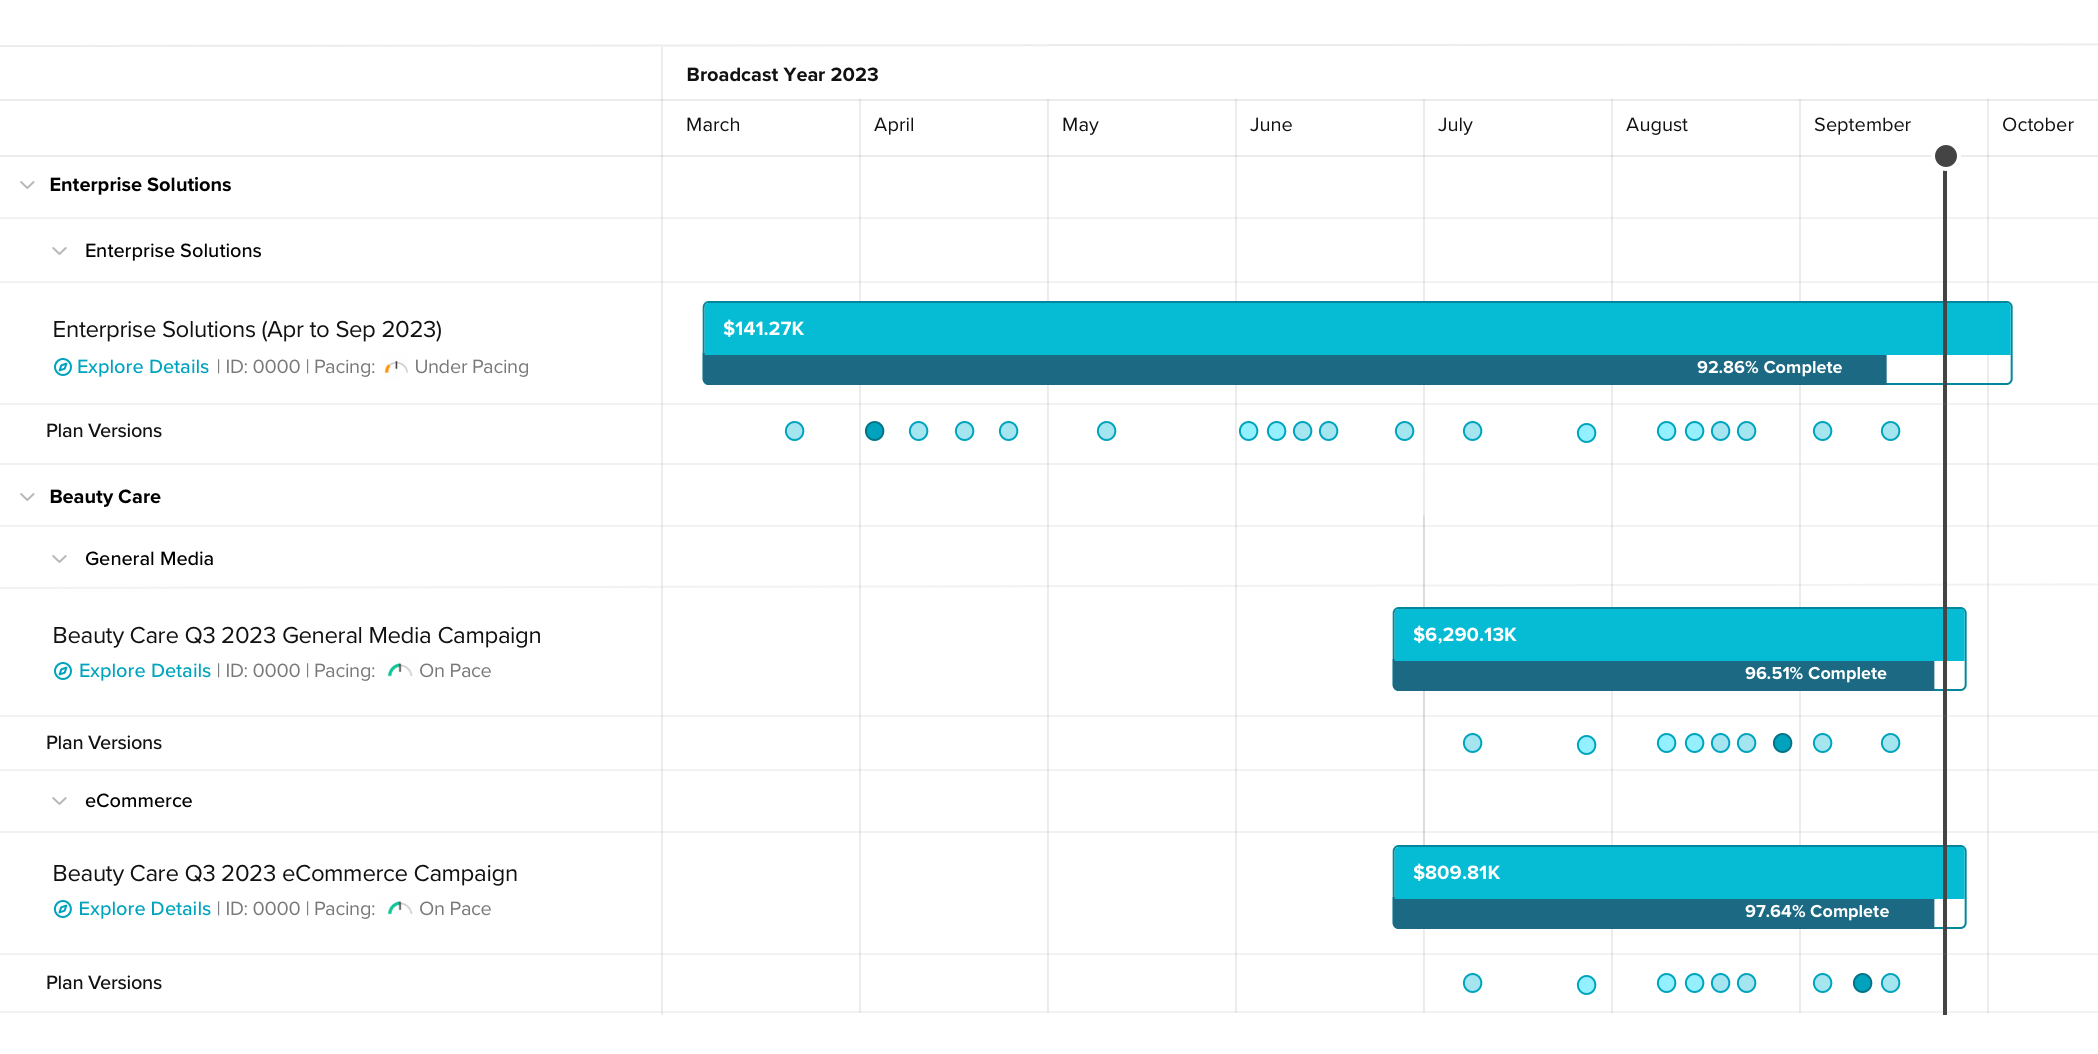 Broadcast Year 2023
March April May June July August September October
Enterprise Solutions
Enterprise Solutions
Enterprise Solutions (Apr to Sep 2023)
$141.27K
Explore Details | ID: 0000 | Pacing: Under Pacing
92.86% Complete
Plan Versions
Beauty Care
General Media
Beauty Care Q3 2023 General Media Campaign
$6,290.13K
Explore Details | ID: 0000 | Pacing: On Pace
96.51% Complete
Plan Versions
eCommerce
Beauty Care Q3 2023 eCommerce Campaign
$809.81K
Explore Details | ID: 0000 | Pacing: On Pace
97.64% Complete
Plan Versions